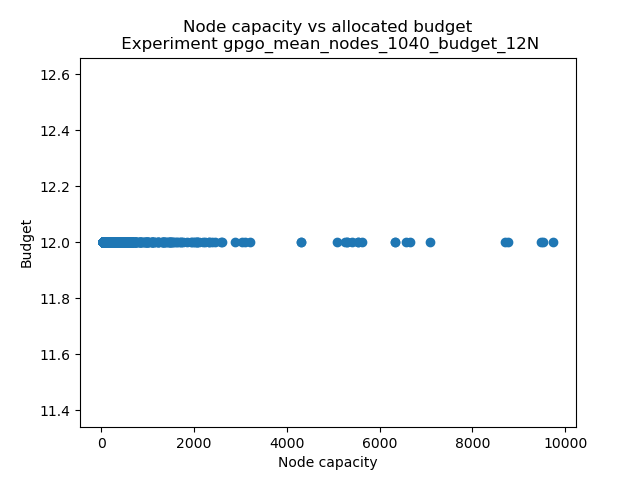 Node capacity vs allocated budget
Experiment gpgo_mean_nodes_1040_budget_12N
12.6
12.4
12.2
12.0
11.8
11.6
11.4
Budget
0 2000 4000 6000 8000 10000
Node capacity